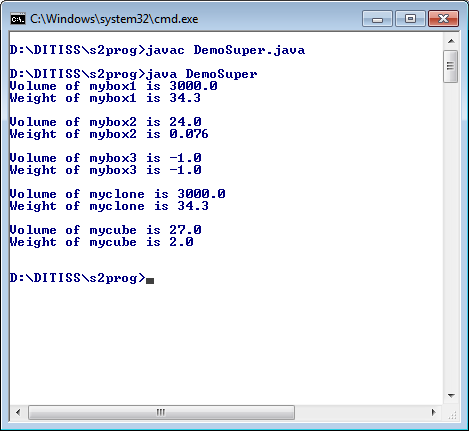 C:\Windows\system32\cmd.exe
D:\DITISS\s2prog>javac DemoSuper.java
D:\DITISS\s2prog>java DemoSuper
Volume of mybox1 is 3000.0
Weight of mybox1 is 34.3
Volume of mybox2 is 24.0
Weight of mybox2 is 0.076
Volume of mybox3 is -1.0
Weight of mybox3 is -1.0
Volume of myclone is 3000.0
Weight of myclone is 34.3
Volume of mycube is 27.0
Weight of mycube is 2.0
D:\DITISS\s2prog>